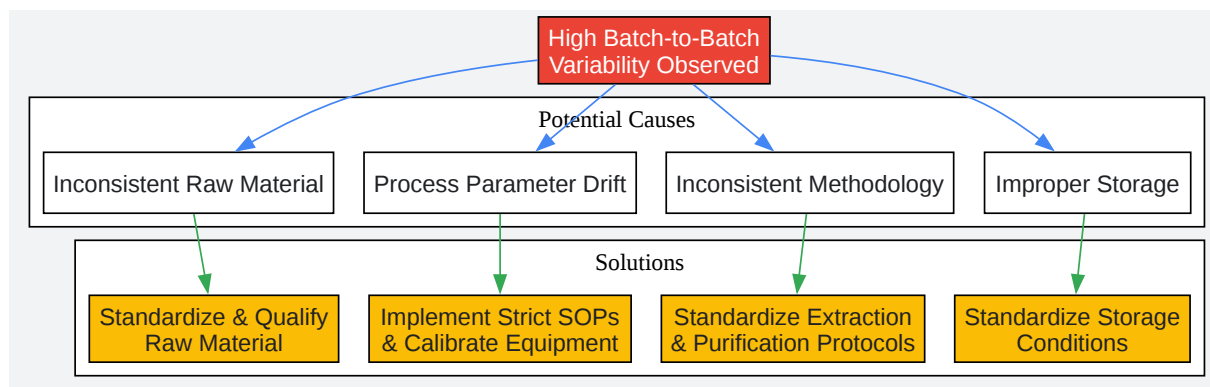 High Batch-to-Batch
Variability Observed
Potential Causes
Inconsistent Raw Material
Process Parameter Drift
Inconsistent Methodology
Improper Storage
Solutions
Standardize & Qualify
Raw Material
Implement Strict SOPs
& Calibrate Equipment
Standardize Extraction
& Purification Protocols
Standardize Storage
Conditions